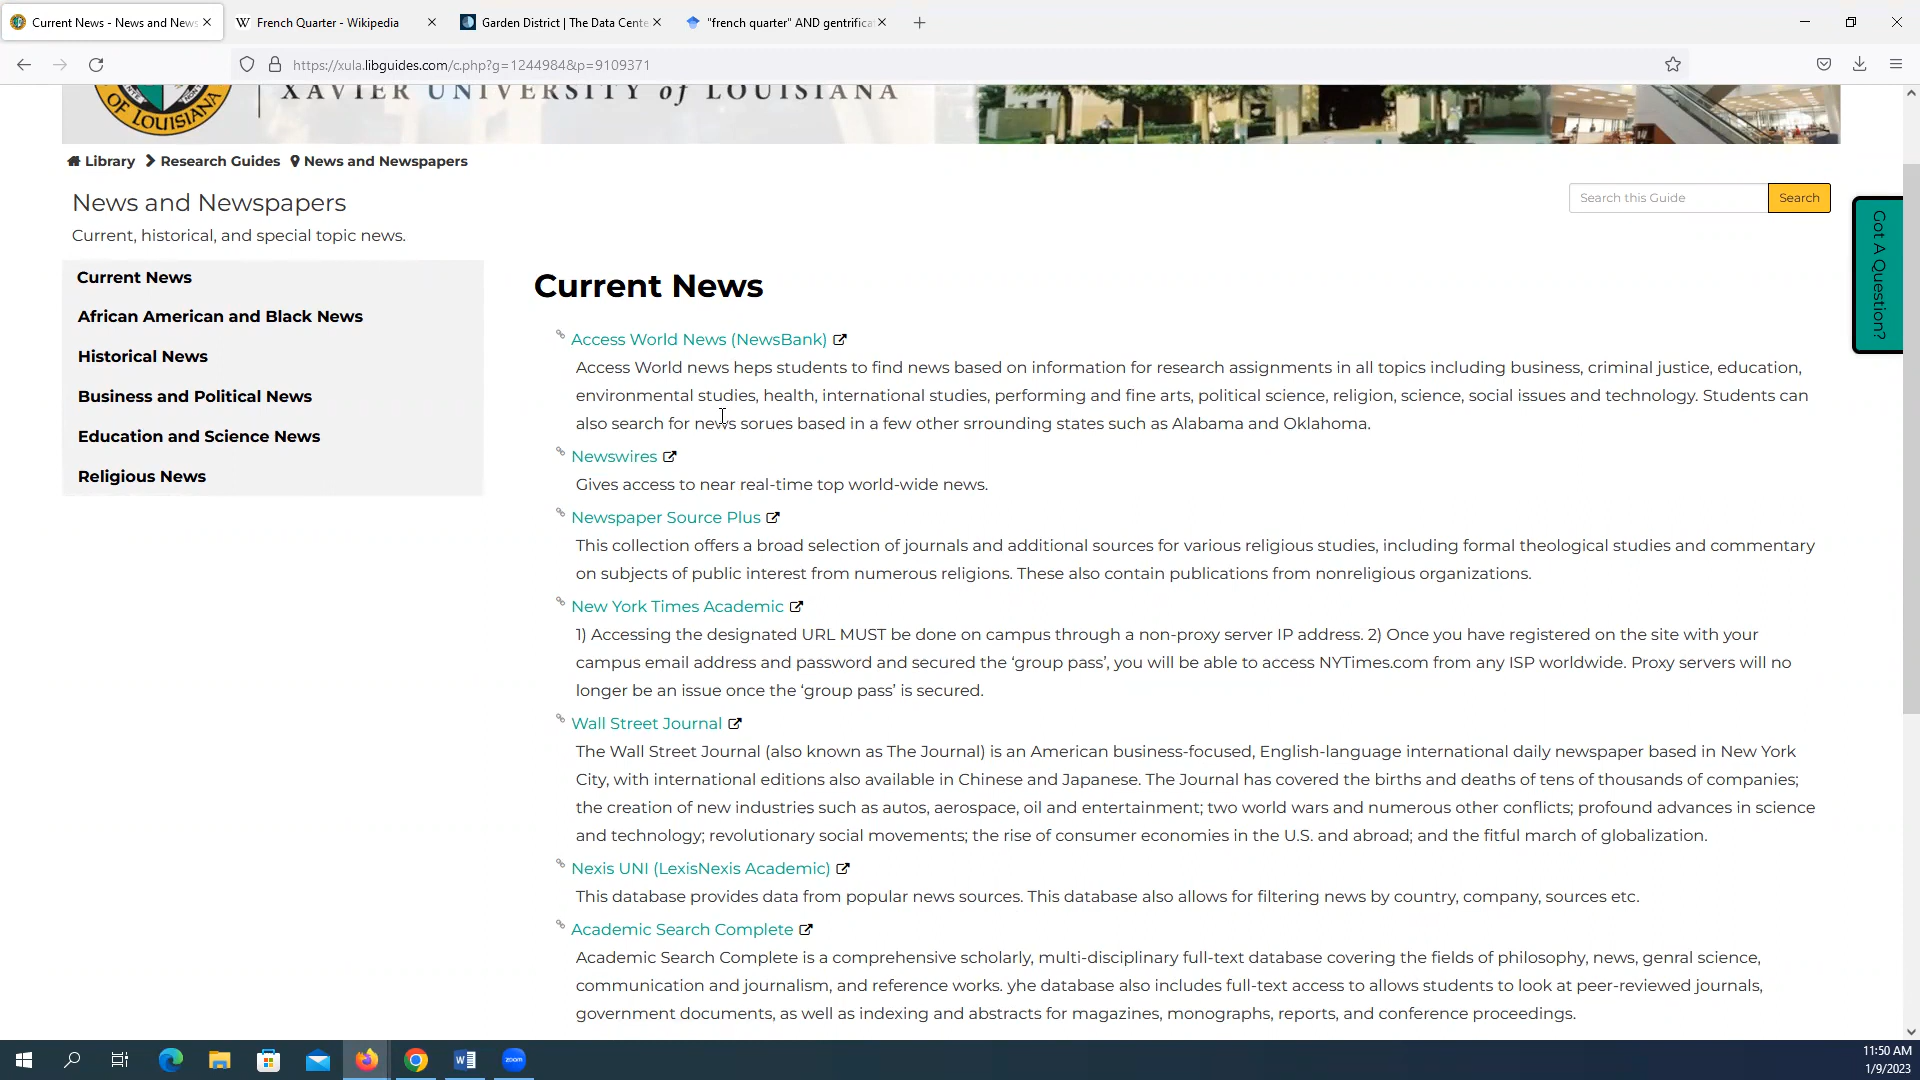 Current News - News and News
French Quarter - Wikipedia
Garden District | The Data Cente
"french quarter" AND gentrifica
https://xula.libguides.com/c.php?g=1244984&p=9109371
OF LOUISIANA
XAVIER UNIVERSITY of LOUISIANA
Library
Research Guides
News and Newspapers
News and Newspapers
Search this Guide
Search
Current, historical, and special topic news.
Got A Question?
Current News
African American and Black News
Historical News
Business and Political News
Education and Science News
Religious News
Current News
Access World News (NewsBank)
Access World news heps students to find news based on information for research assignments in all topics including business, criminal justice, education,
environmental studies, health, international studies, performing and fine arts, political science, religion, science, social issues and technology. Students can
also search for news sorues based in a few other srrounding states such as Alabama and Oklahoma.
Newswires
Gives access to near real-time top world-wide news.
Newspaper Source Plus
This collection offers a broad selection of journals and additional sources for various religious studies, including formal theological studies and commentary
on subjects of public interest from numerous religions. These also contain publications from nonreligious organizations.
New York Times Academic
1) Accessing the designated URL MUST be done on campus through a non-proxy server IP address. 2) Once you have registered on the site with your
campus email address and password and secured the ‘group pass’, you will be able to access NYTimes.com from any ISP worldwide. Proxy servers will no
longer be an issue once the ‘group pass’ is secured.
Wall Street Journal
The Wall Street Journal (also known as The Journal) is an American business-focused, English-language international daily newspaper based in New York
City, with international editions also available in Chinese and Japanese. The Journal has covered the births and deaths of tens of thousands of companies;
the creation of new industries such as autos, aerospace, oil and entertainment; two world wars and numerous other conflicts; profound advances in science
and technology; revolutionary social movements; the rise of consumer economies in the U.S. and abroad; and the fitful march of globalization.
Nexis UNI (LexisNexis Academic)
This database provides data from popular news sources. This database also allows for filtering news by country, company, sources etc.
Academic Search Complete
Academic Search Complete is a comprehensive scholarly, multi-disciplinary full-text database covering the fields of philosophy, news, genral science,
communication and journalism, and reference works. yhe database also includes full-text access to allows students to look at peer-reviewed journals,
government documents, as well as indexing and abstracts for magazines, monographs, reports, and conference proceedings.
zoom
11:50 AM
1/9/2023